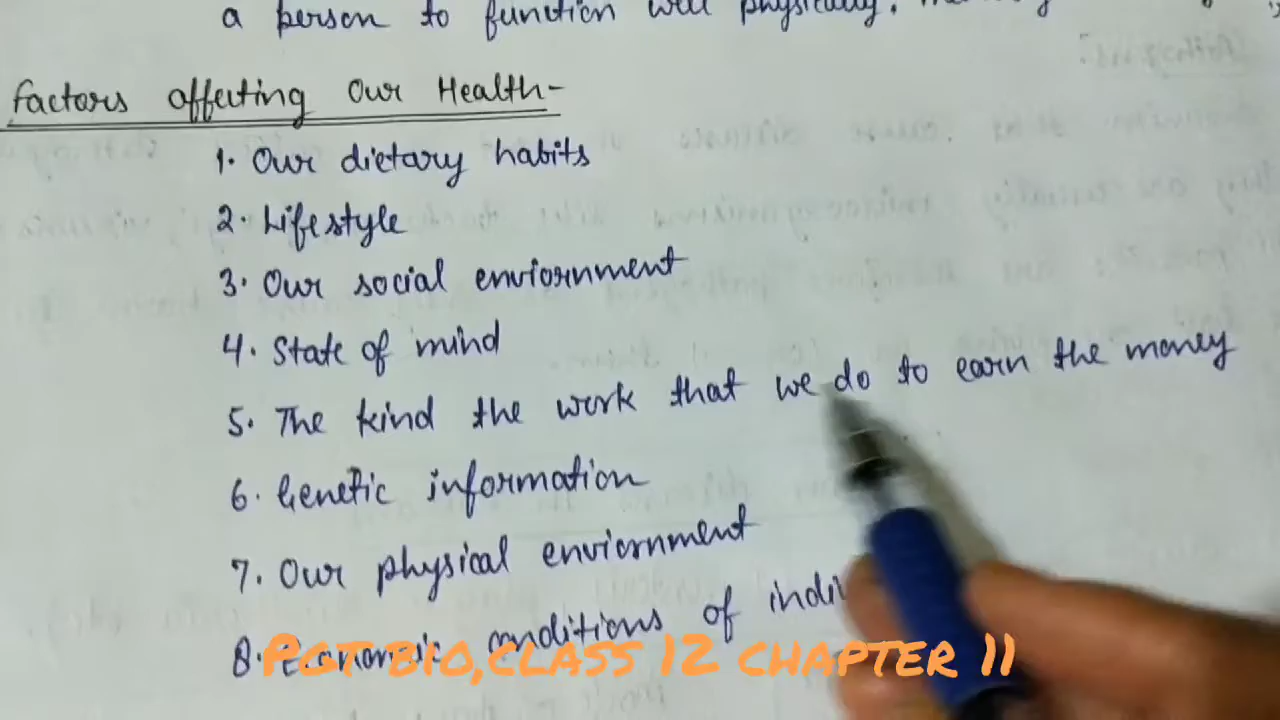 a person to function well physically,
Factors affecting Our Health-
1. Our dietary habits
2. Lifestyle
3. Our social enviornment
4. State of mind
5. The kind the work that we do to earn the money
6. Genetic information
7. Our physical enviornment
8. Economic conditions of
PGT BIO,CLASS 12 CHAPTER 11